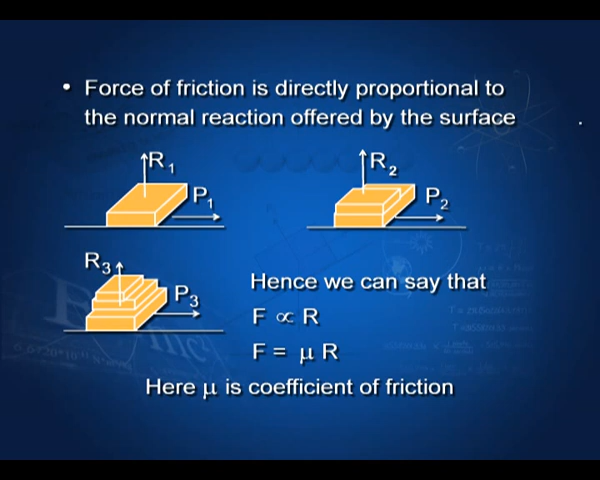 • Force of friction is directly proportional to
the normal reaction offered by the surface
R1
P1
R2
P2
R3
P3
Hence we can say that
F ∝ R
F = μ R
Here μ is coefficient of friction